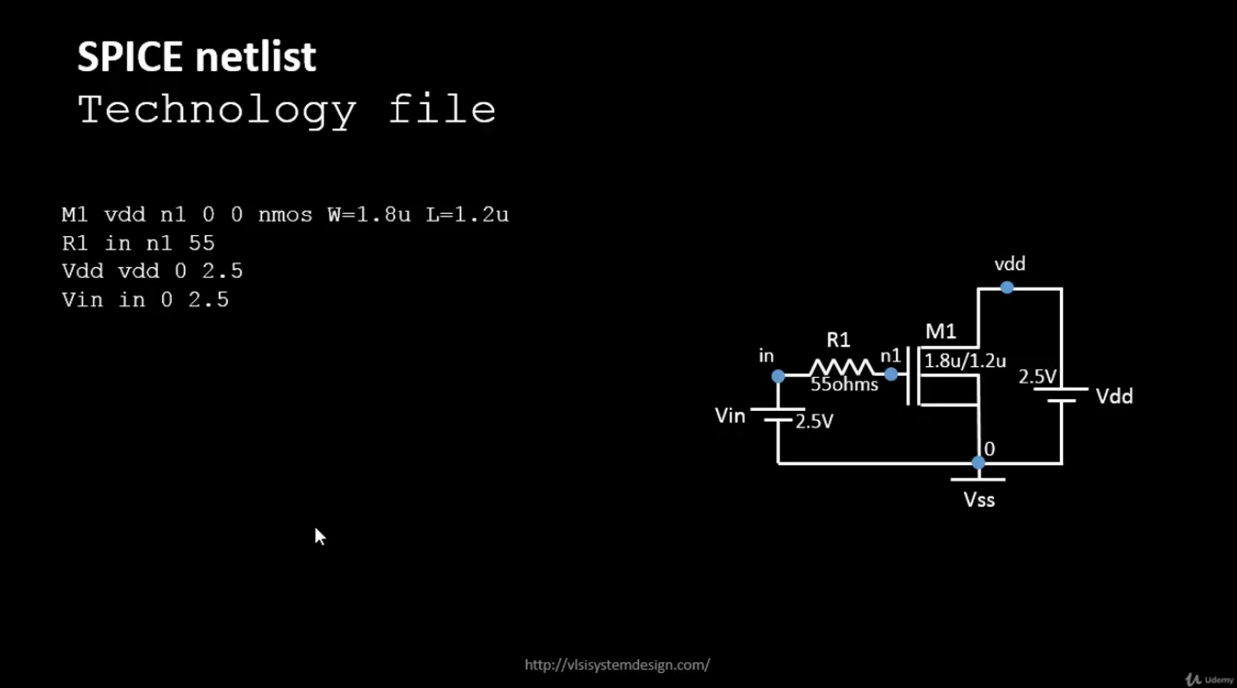 SPICE netlist
Technology file
M1 vdd n1 0 0 nmos W=1.8u L=1.2u
R1 in n1 55
Vdd vdd 0 2.5
Vin in 0 2.5
vdd
M1
R1
in
n1
1.8u/1.2u
55ohms
2.5V
Vdd
Vin
2.5V
0
Vss
http://vlsisystemdesign.com/
Udemy